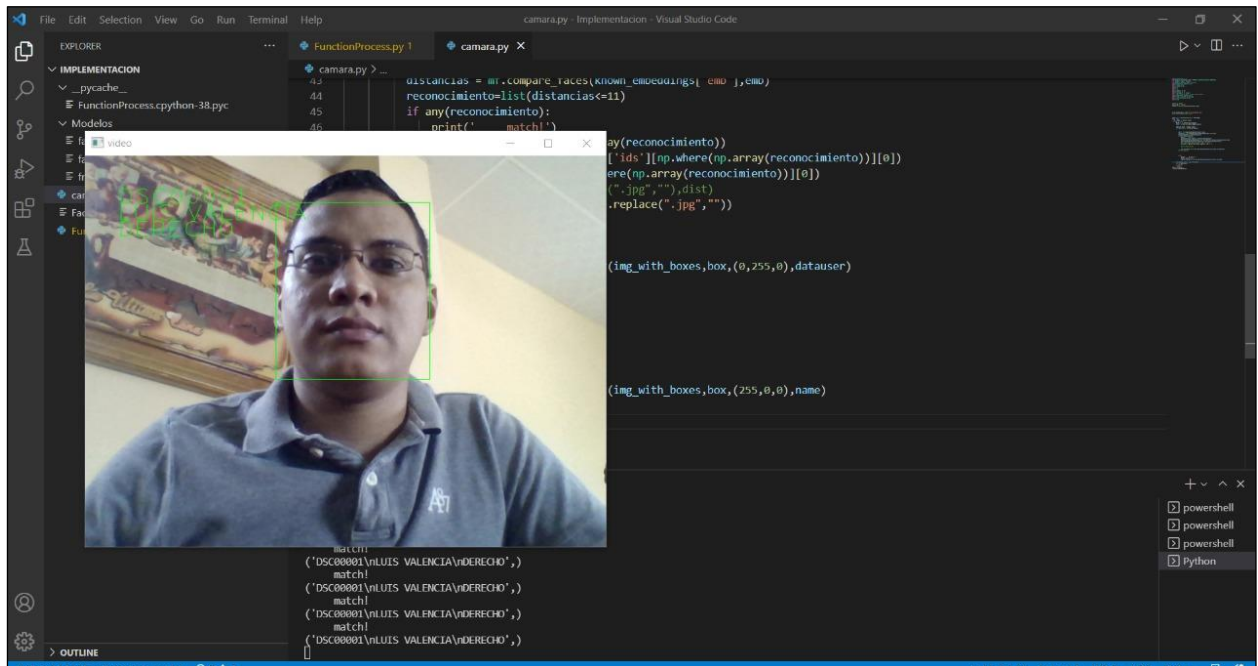 File Edit Selection View Go Run Terminal Help
camara.py - Implementacion - Visual Studio Code
EXPLORER
FunctionProcess.py 1
camara.py
IMPLEMENTACION
camara.py > ...
__pycache__
FunctionProcess.cpython-38.pyc
Modelos
43 distancias = mf.compare_faces(known_embeddings["emb"],emb)
44 reconocimiento=list(distancias<=11)
45 if any(reconocimiento):
46 print(' match!')
video
ay(reconocimiento))
['ids'][np.where(np.array(reconocimiento))][0])
ere(np.array(reconocimiento))][0])
(".jpg",""),dist)
.replace(".jpg",""))
VALENCIA
DERECHO
(img_with_boxes,box,(0,255,0),datauser)
(img_with_boxes,box,(255,0,0),name)
A87
powershell
powershell
powershell
Python
match!
('DSC00001\nLUIS VALENCIA\nDERECHO',)
match!
('DSC00001\nLUIS VALENCIA\nDERECHO',)
match!
('DSC00001\nLUIS VALENCIA\nDERECHO',)
match!
('DSC00001\nLUIS VALENCIA\nDERECHO',)
OUTLINE